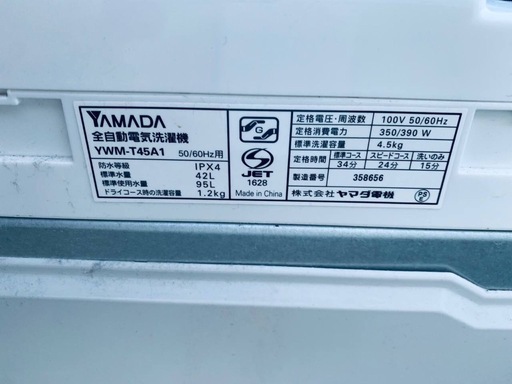 YAMADA
全自動電気洗濯機
YWM-T45A1 50/60Hz用
防水等級 IPX4
標準水量 42L
標準使用水量 95L
ドライコース時の洗濯容量 1.2kg
G
JET
1628
Made in China
定格電圧・周波数 100V 50/60Hz
定格消費電力 350/390 W
標準洗濯容量 4.5kg
目安時間 標準コース スピードコース 洗いのみ
34分 24分 15分
製造番号 358656
株式会社 ヤマダ電機
PS
E